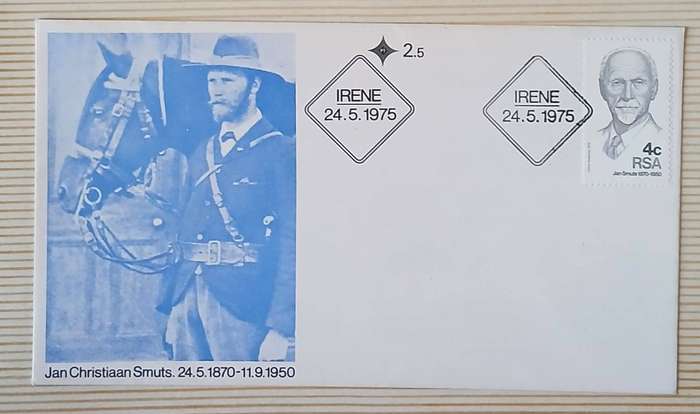 2.5
IRENE
24.5.1975
IRENE
24.5.1975
4c
RSA
Jan Smuts 1870-1950
Jan Christiaan Smuts. 24.5.1870-11.9.1950